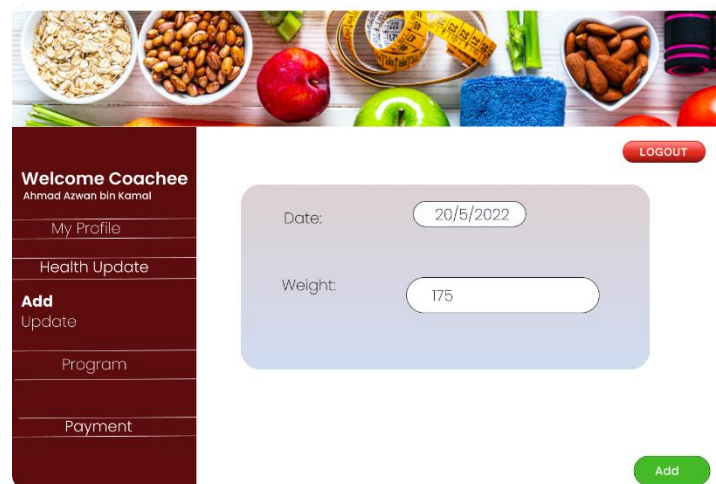 LOGOUT
Welcome Coachee
Ahmad Azwan bin Kamal
My Profile
Health Update
Add
Update
Program
Payment
Date: 20/5/2022
Weight: 175
Add